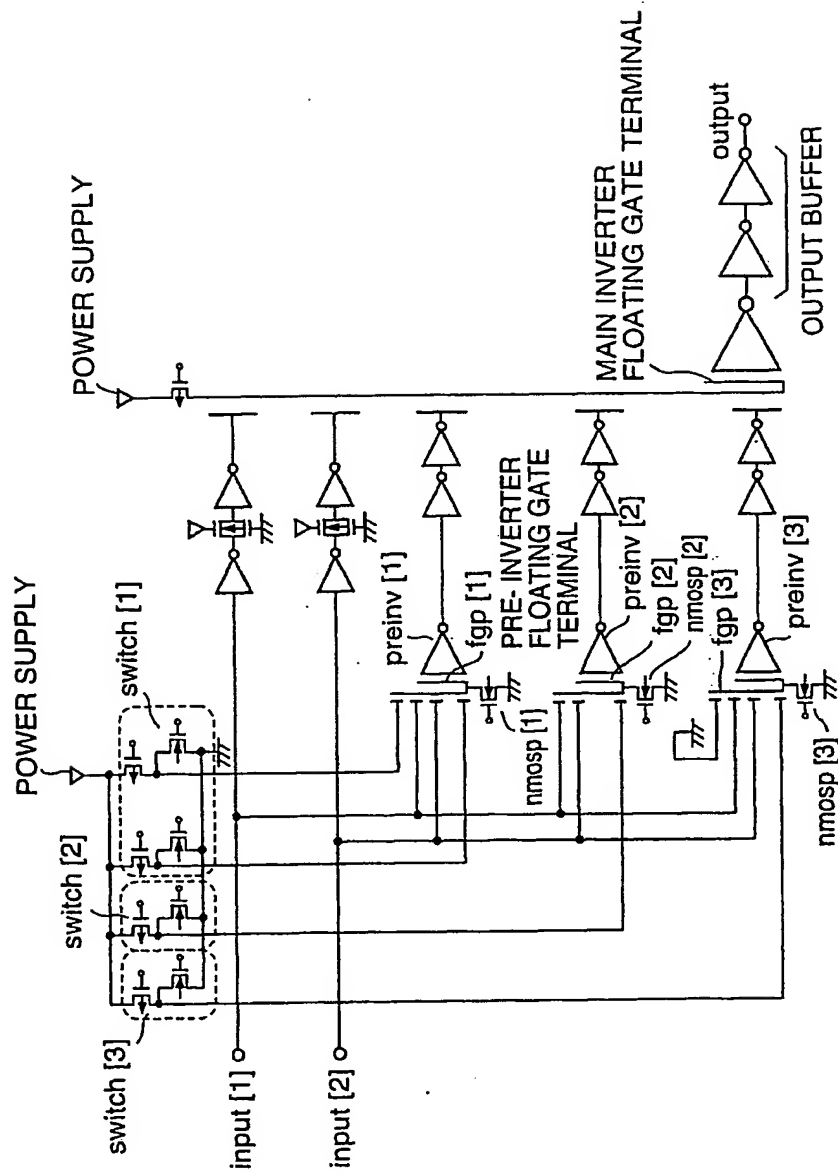 POWER SUPPLY
POWER SUPPLY
switch [1]
switch [2]
switch [3]
input [1]
input [2]
preinv [1]
fgp [1]
PRE- INVERTER
FLOATING GATE
TERMINAL
nmosp [1]
preinv [2]
fgp [2]
nmosp [2]
fgp [3]
preinv [3]
nmosp [3]
MAIN INVERTER
FLOATING GATE TERMINAL
output
OUTPUT BUFFER